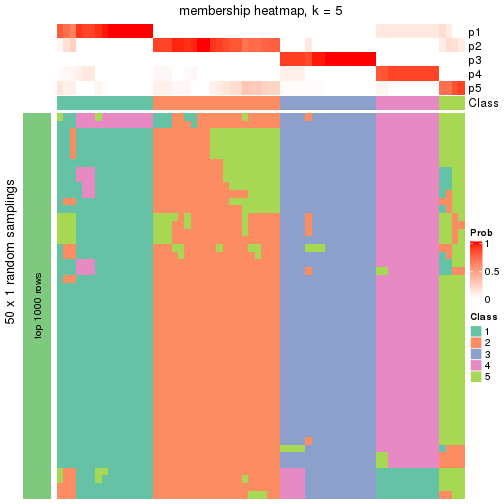 membership heatmap, k = 5
p1
p2
p3
p4
p5
Class
50 x 1 random samplings
top 1000 rows
Prob
1
0.5
0
Class
1
2
3
4
5